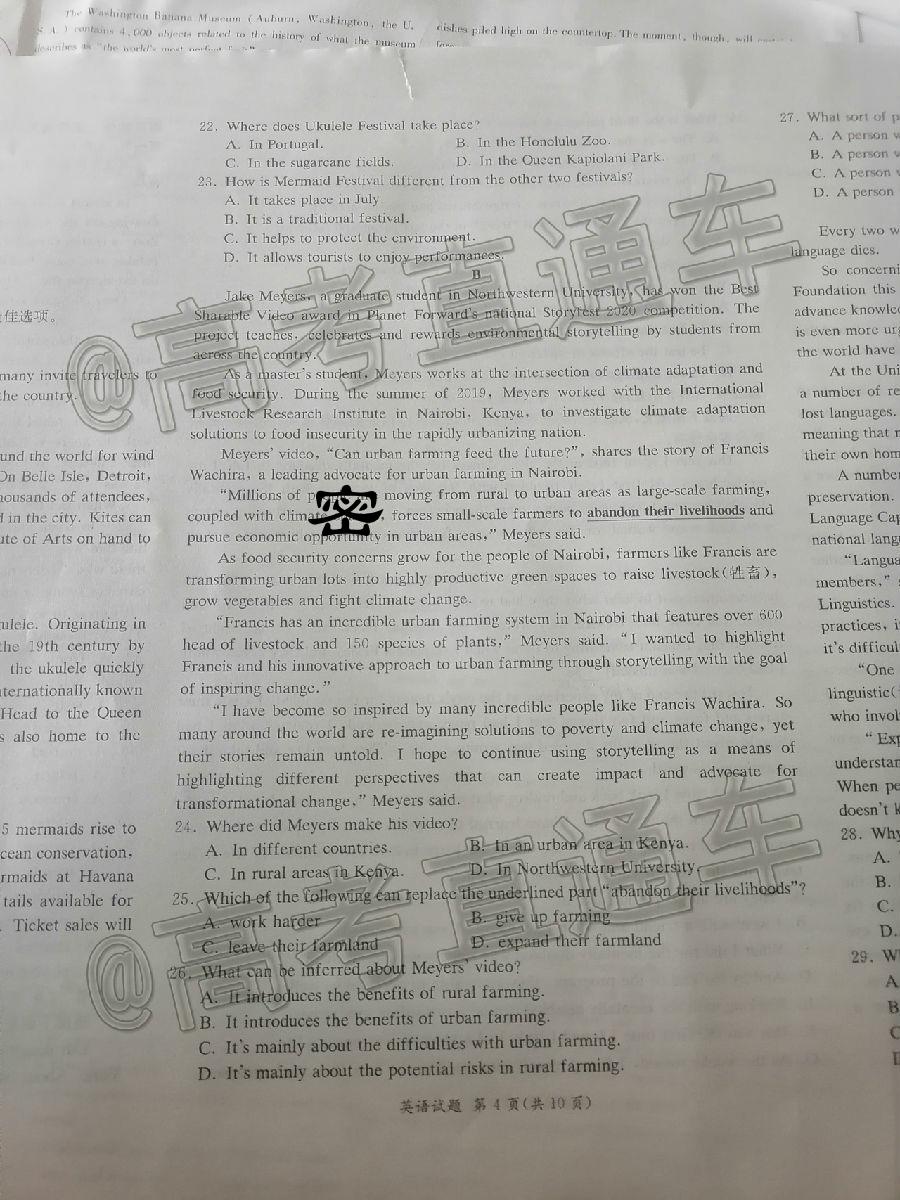 The Washington Banana Museum (Auburn, Washington, the U.
S. A.) contains 4,000 objects related to the history of what the museum
describes as "the world's most
dishes piled high on the countertop. The moment, though, will
佳选项。
many invite travelers to
the country.
und the world for wind
On Belle Isle, Detroit,
housands of attendees,
d in the city. Kites can
ute of Arts on hand to
ulele. Originating in
the 19th century by
the ukulele quickly
nternationally known
Head to the Queen
s also home to the
5 mermaids rise to
cean conservation,
rmaids at Havana
tails available for
. Ticket sales will
22. Where does Ukulele Festival take place?
A. In Portugal. B. In the Honolulu Zoo.
C. In the sugarcane fields. D. In the Queen Kapiolani Park.
23. How is Mermaid Festival different from the other two festivals?
A. It takes place in July
B. It is a traditional festival.
C. It helps to protect the environment.
D. It allows tourists to enjoy performances.
B
Jake Meyers, a graduate student in Northwestern University, has won the Best
Sharable Video award in Planet Forward's national Storyfest 2020 competition. The
project teaches, celebrates and rewards environmental storytelling by students from
across the country.
As a master's student, Meyers works at the intersection of climate adaptation and
food security. During the summer of 2019, Meyers worked with the International
Livestock Research Institute in Nairobi, Kenya, to investigate climate adaptation
solutions to food insecurity in the rapidly urbanizing nation.
Meyers' video, "Can urban farming feed the future?", shares the story of Francis
Wachira, a leading advocate for urban farming in Nairobi.
"Millions of p moving from rural to urban areas as large-scale farming,
coupled with climat , forces small-scale farmers to abandon their livelihoods and
pursue economic opportunity in urban areas," Meyers said.
As food security concerns grow for the people of Nairobi, farmers like Francis are
transforming urban lots into highly productive green spaces to raise livestock(牲畜),
grow vegetables and fight climate change.
"Francis has an incredible urban farming system in Nairobi that features over 600
head of livestock and 150 species of plants," Meyers said. "I wanted to highlight
Francis and his innovative approach to urban farming through storytelling with the goal
of inspiring change."
"I have become so inspired by many incredible people like Francis Wachira. So
many around the world are re-imagining solutions to poverty and climate change, yet
their stories remain untold. I hope to continue using storytelling as a means of
highlighting different perspectives that can create impact and advocate for
transformational change," Meyers said.
24. Where did Meyers make his video?
A. In different countries. B. In an urban area in Kenya.
C. In rural areas in Kenya. D. In Northwestern University.
25. Which of the following can replace the underlined part "abandon their livelihoods"?
A. work harder B. give up farming
C. leave their farmland D. expand their farmland
26. What can be inferred about Meyers' video?
A. It introduces the benefits of rural farming.
B. It introduces the benefits of urban farming.
C. It's mainly about the difficulties with urban farming.
D. It's mainly about the potential risks in rural farming.
英语试题 第4页(共10页)
密
@高考直通车
@高考直通车
27. What sort of p
A. A person w
B. A person w
C. A person w
D. A person
Every two w
language dies.
So concerni
Foundation this
advance knowle
is even more urg
the world have
At the Uni
a number of re
lost languages.
meaning that n
their own hom
A number
preservation.
Language Cap
national lang
"Langua
members," s
Linguistics.
practices, i
it's difficul
"One
linguistic(
who invol
"Exp
understan
When pe
doesn't k
28. Why
A.
B.
C.
D.
29. W
A
B
C
D